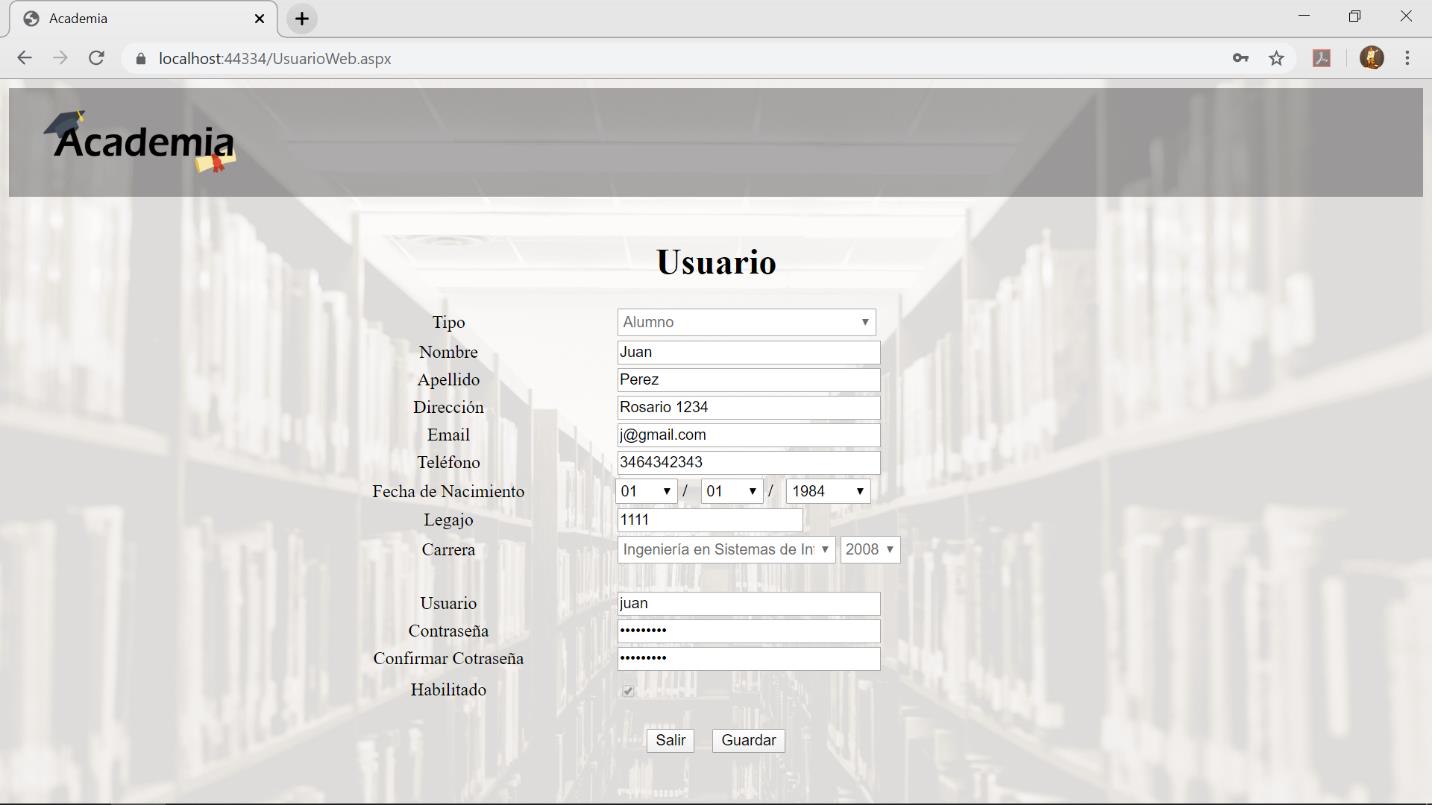 Academia
localhost:44334/UsuarioWeb.aspx
Academia
Usuario
Tipo Alumno
Nombre Juan
Apellido Perez
Dirección Rosario 1234
Email j@gmail.com
Teléfono 3464342343
Fecha de Nacimiento 01 / 01 / 1984
Legajo 1111
Carrera Ingeniería en Sistemas de In 2008
Usuario juan
Contraseña •••••••••
Confirmar Cotraseña •••••••••
Habilitado
Salir Guardar